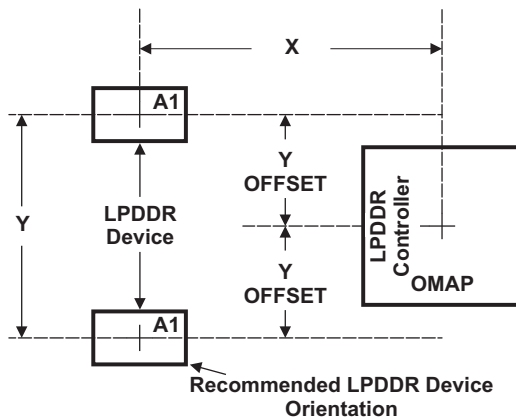 X
A1
Y
OFFSET
Y
LPDDR
Device
LPDDR
Controller
OMAP
Y
OFFSET
A1
Recommended LPDDR Device
Orientation